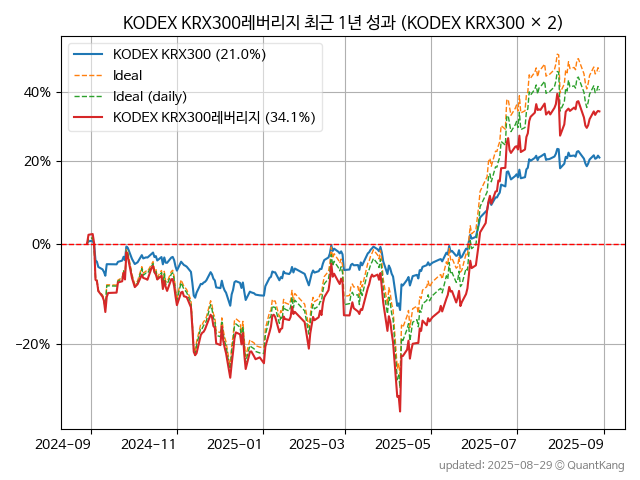 KODEX KRX300레버리지 최근 1년 성과 (KODEX KRX300 × 2)
KODEX KRX300 (21.0%)
Ideal
Ideal (daily)
KODEX KRX300레버리지 (34.1%)
40%
20%
0%
−20%
2024-09 2024-11 2025-01 2025-03 2025-05 2025-07 2025-09
updated: 2025-08-29 © QuantKang